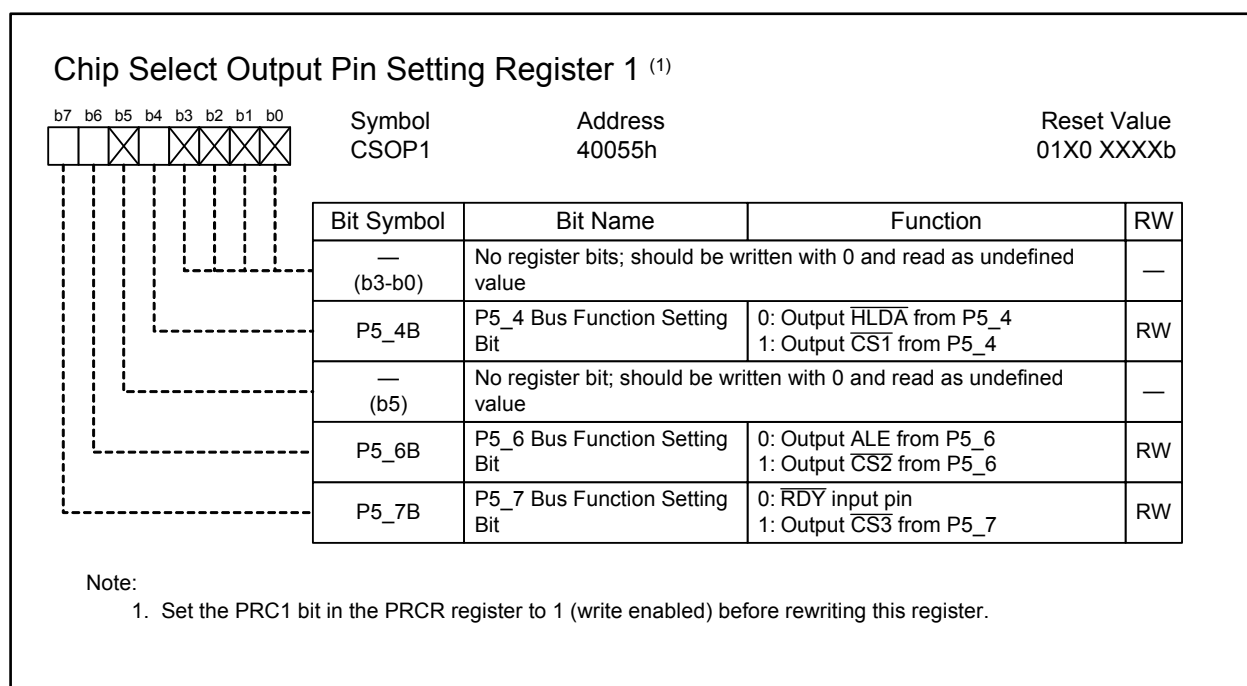 Chip Select Output Pin Setting Register 1 (1)
b7 b6 b5 b4 b3 b2 b1 b0
Symbol Address Reset Value
CSOP1 40055h 01X0 XXXXb
Bit Symbol Bit Name Function RW
—
(b3-b0)
No register bits; should be written with 0 and read as undefined
value
—
P5_4B
P5_4 Bus Function Setting
Bit
0: Output H̅L̅D̅A̅ from P5_4
1: Output C̅S̅1̅ from P5_4
RW
—
(b5)
No register bit; should be written with 0 and read as undefined
value
—
P5_6B
P5_6 Bus Function Setting
Bit
0: Output ALE from P5_6
1: Output C̅S̅2̅ from P5_6
RW
P5_7B
P5_7 Bus Function Setting
Bit
0: R̅D̅Y̅ input pin
1: Output C̅S̅3̅ from P5_7
RW
Note:
1. Set the PRC1 bit in the PRCR register to 1 (write enabled) before rewriting this register.